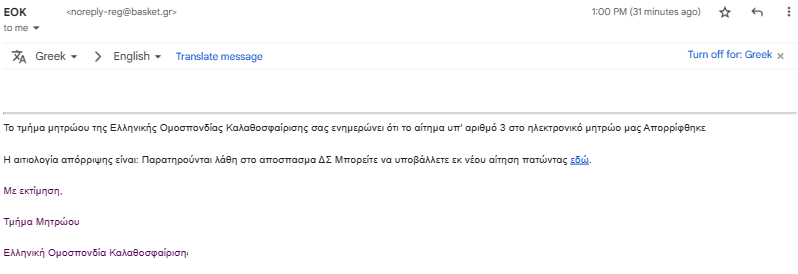 EOK <noreply-reg@basket.gr> 1:00 PM (31 minutes ago)
to me
Greek English Translate message Turn off for: Greek ×
Το τμήμα μητρώου της Ελληνικής Ομοσπονδίας Καλαθοσφαίρισης σας ενημερώνει ότι το αίτημα υπ' αριθμό 3 στο ηλεκτρονικό μητρώο μας Απορρίφθηκε
Η αιτιολογία απόρριψης είναι: Παρατηρούνται λάθη στο αποσπασμα ΔΣ Μπορείτε να υποβάλλετε εκ νέου αίτηση πατώντας εδώ.
Με εκτίμηση,
Τμήμα Μητρώου
Ελληνική Ομοσπονδία Καλαθοσφαίρισης